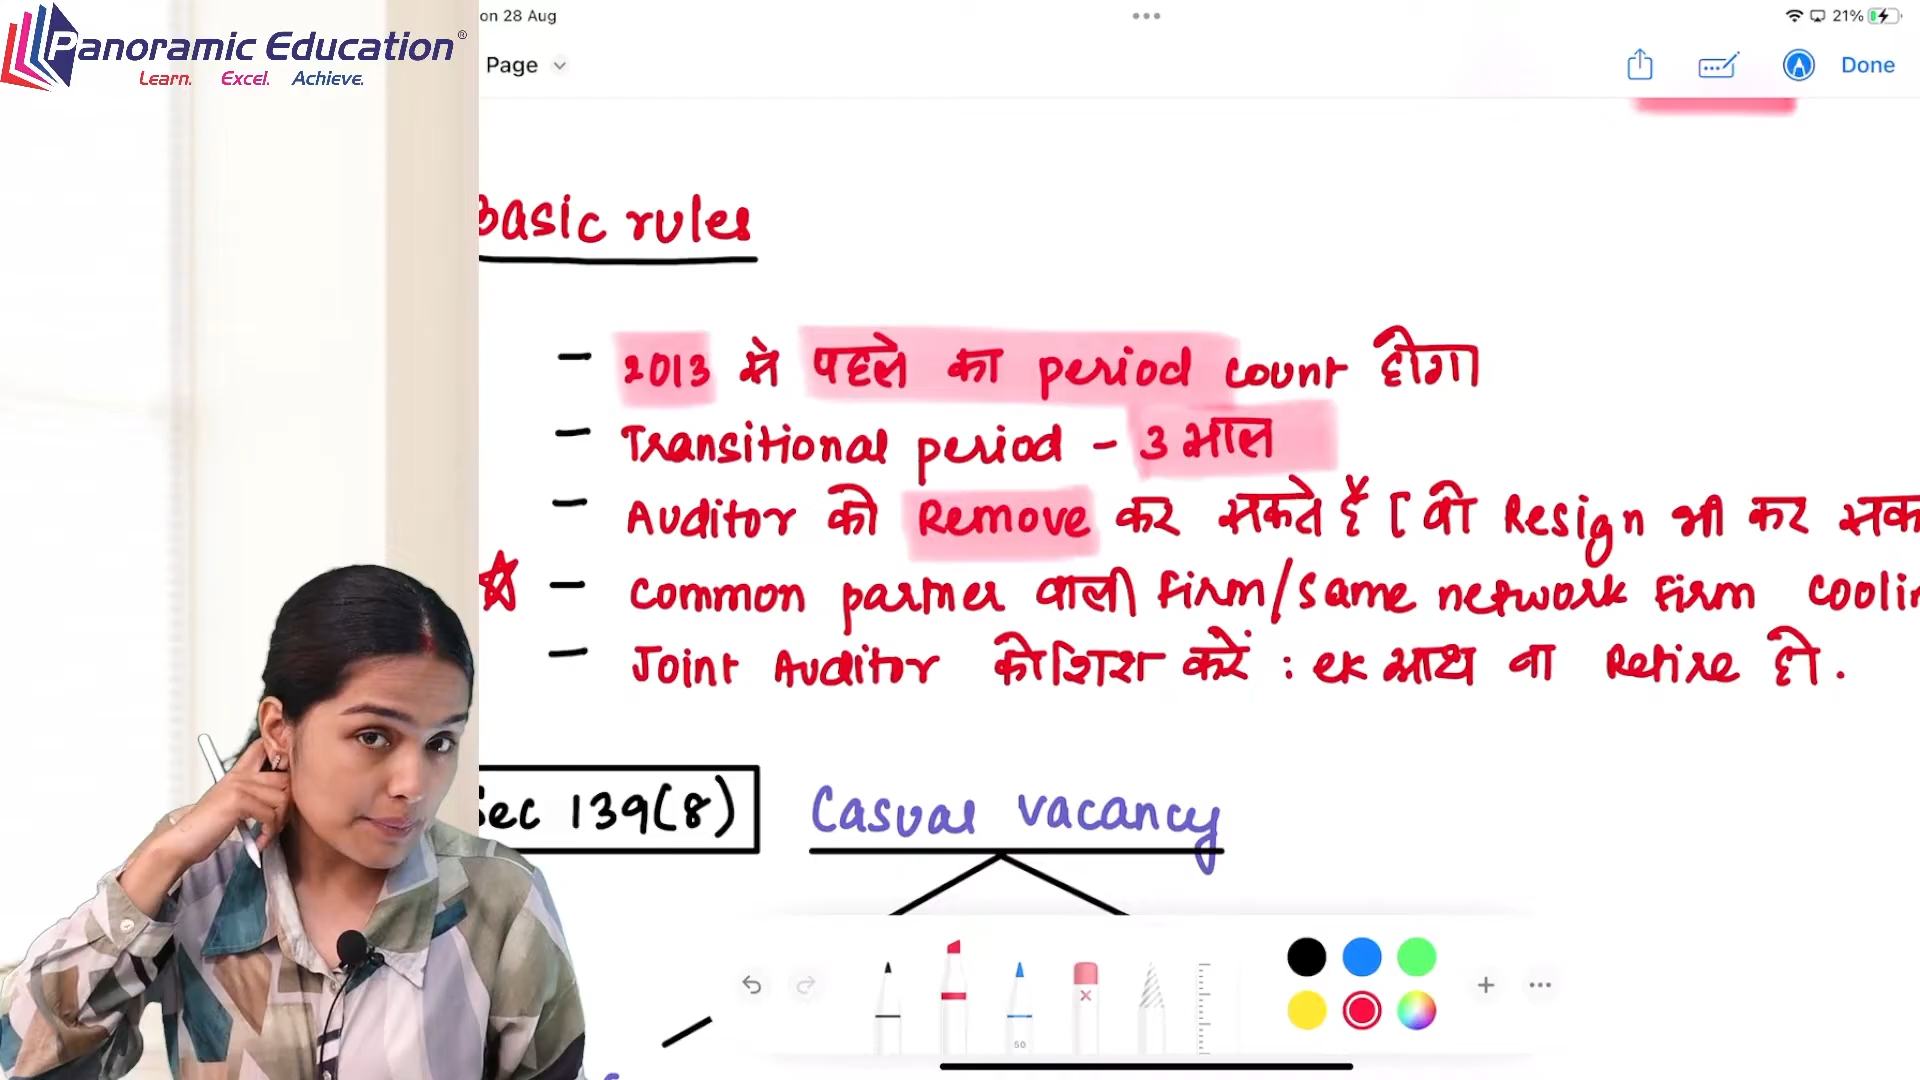 Panoramic Education®
Learn. Excel. Achieve.
on 28 Aug
21%
Page
Done
Basic rules
- 2013 से पहले का period count होगा
- Transitional period - 3 साल
- Auditor को Remove कर सकते हैं [ वो Resign भी कर सक
- Common partner वाली firm/same network firm coolin
- Joint Auditor कोशिश करें : एक साथ ना Retire हो.
Sec 139(8) Casual vacancy
50